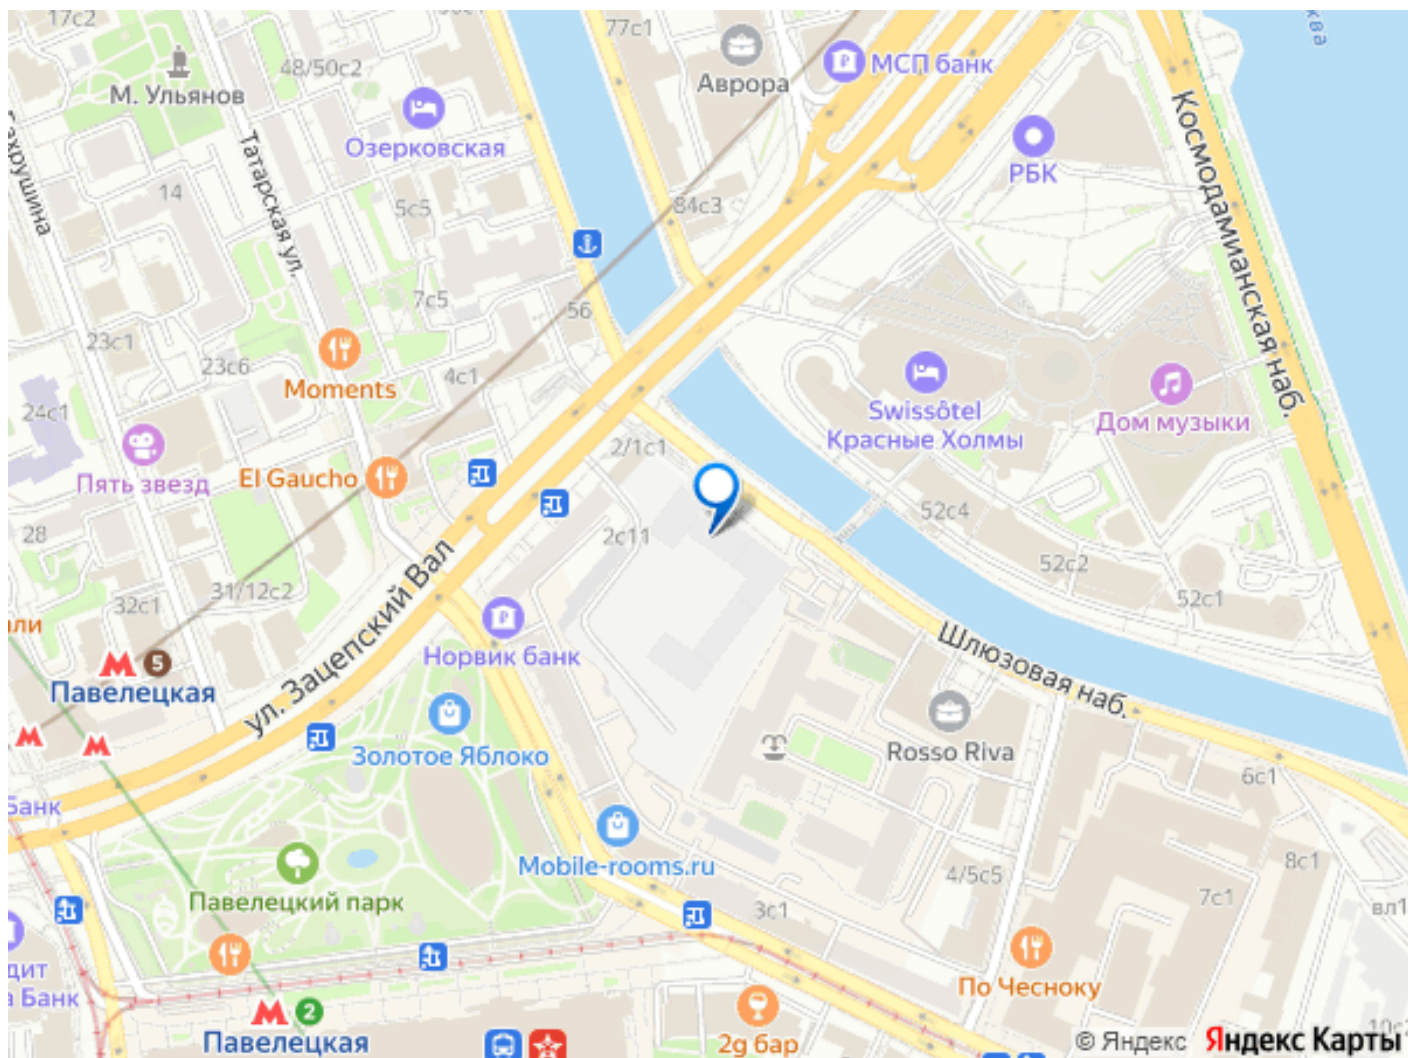 17с2
48/50с2
М. Ульянов
77с1
Аврора
МСП банк
Озерковская
РБК
Космодамианская наб.
Татарская ул.
14
5с5
84с3
7с5
56
23с1
23с6
Moments
4с1
24с1
Swissôtel
Красные Холмы
Дом музыки
2/1с1
El Gaucho
Пять звезд
28
2с11
52с4
52с2
52с1
31/12с2
32с1
ул. Зацепский Вал
5
Павелецкая
Норвик банк
Шлюзовая наб.
Золотое Яблоко
Rosso Riva
6с1
Банк
Mobile-rooms.ru
8с1
4/5с5
7с1
Павелецкий парк
3с1
вл1
По Чесноку
2
Павелецкая
2g бар
© Яндекс Яндекс Карты